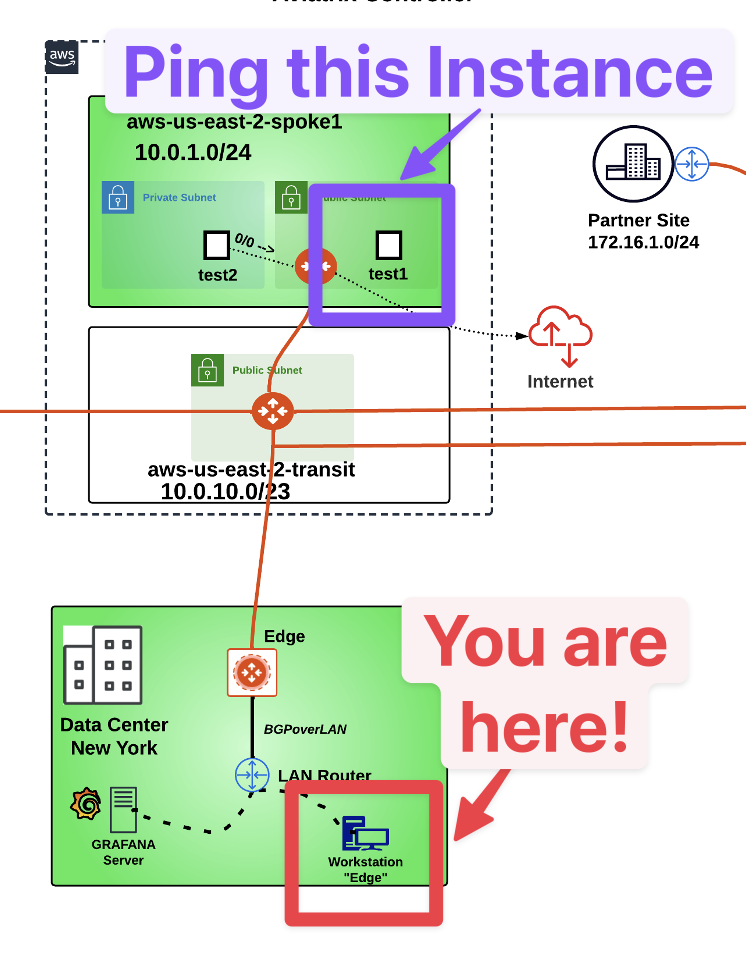 Aviatrix Controller
aws
Ping this Instance
aws-us-east-2-spoke1
10.0.1.0/24
Private Subnet
Public Subnet
0/0 -->
test2
test1
Partner Site
172.16.1.0/24
Internet
Public Subnet
aws-us-east-2-transit
10.0.10.0/23
You are
here!
Edge
Data Center
New York
BGPoverLAN
LAN Router
GRAFANA
Server
Workstation
"Edge"